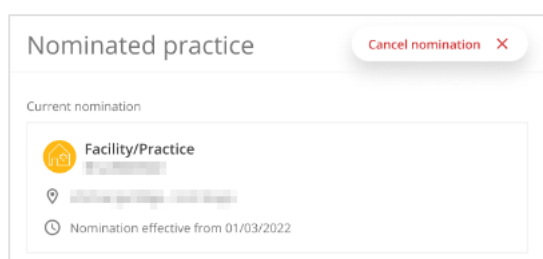 Nominated practice
Cancel nomination
Current nomination
Facility/Practice
Nomination effective from 01/03/2022